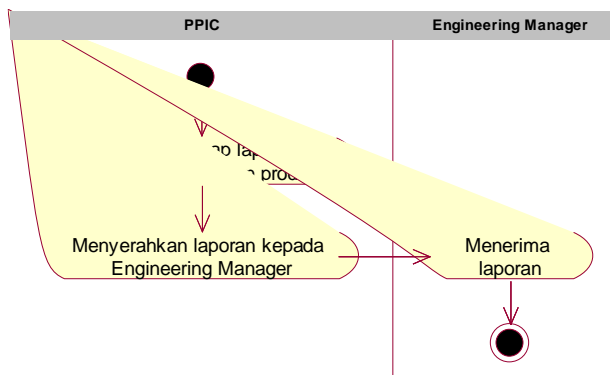 PPIC
Engineering Manager
Menyerahkan laporan kepada
Engineering Manager
Menerima
laporan